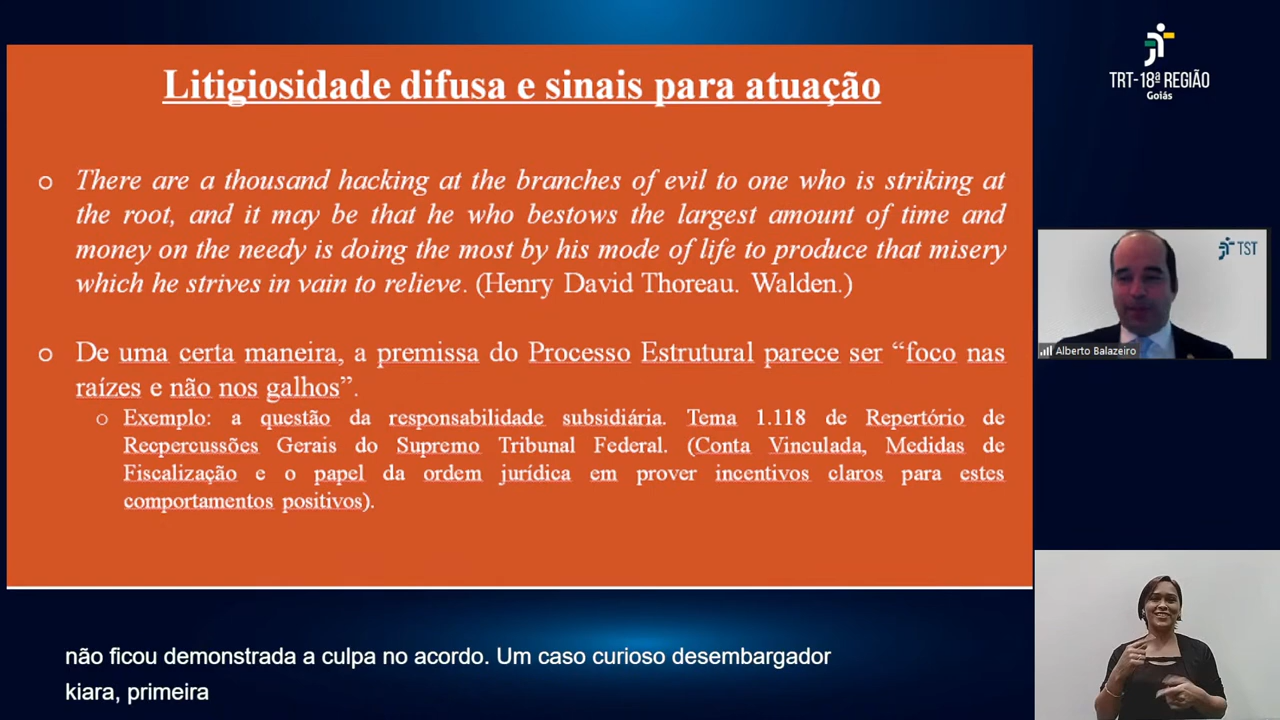 Litigiosidade difusa e sinais para atuação
There are a thousand hacking at the branches of evil to one who is striking at
the root, and it may be that he who bestows the largest amount of time and
money on the needy is doing the most by his mode of life to produce that misery
which he strives in vain to relieve. (Henry David Thoreau. Walden.)
De uma certa maneira, a premissa do Processo Estrutural parece ser “foco nas
raízes e não nos galhos”.
Exemplo: a questão da responsabilidade subsidiária. Tema 1.118 de Repertório de
Recpercussões Gerais do Supremo Tribunal Federal. (Conta Vinculada, Medidas de
Fiscalização e o papel da ordem jurídica em prover incentivos claros para estes
comportamentos positivos).
TRT-18ª REGIÃO
Goiás
TST
Alberto Balazeiro
não ficou demonstrada a culpa no acordo. Um caso curioso desembargador
kiara, primeira